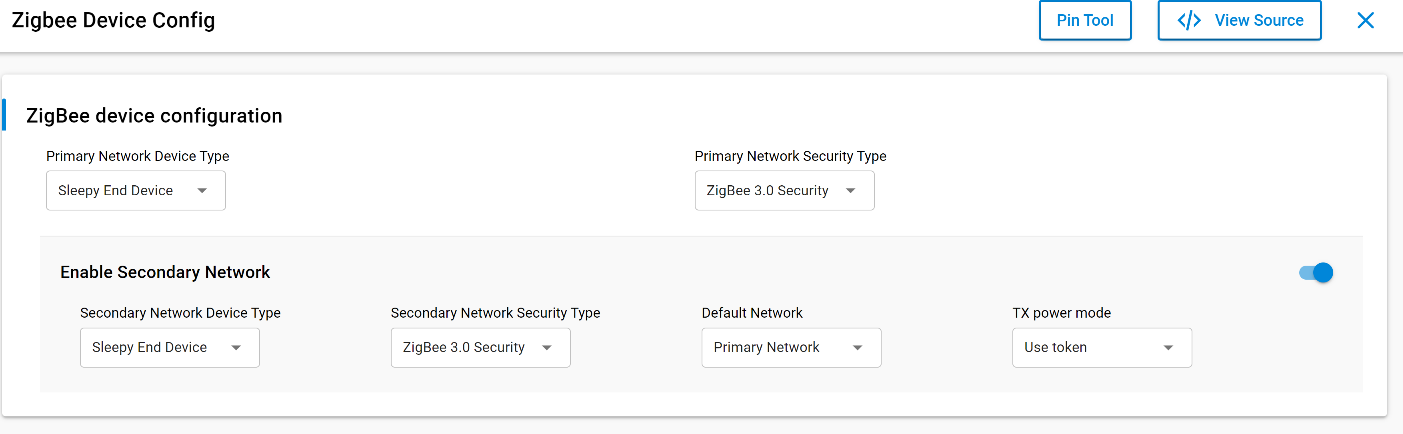 Zigbee Device Config
Pin Tool
</> View Source
ZigBee device configuration
Primary Network Device Type
Primary Network Security Type
Sleepy End Device
ZigBee 3.0 Security
Enable Secondary Network
Secondary Network Device Type
Secondary Network Security Type
Default Network
TX power mode
Sleepy End Device
ZigBee 3.0 Security
Primary Network
Use token